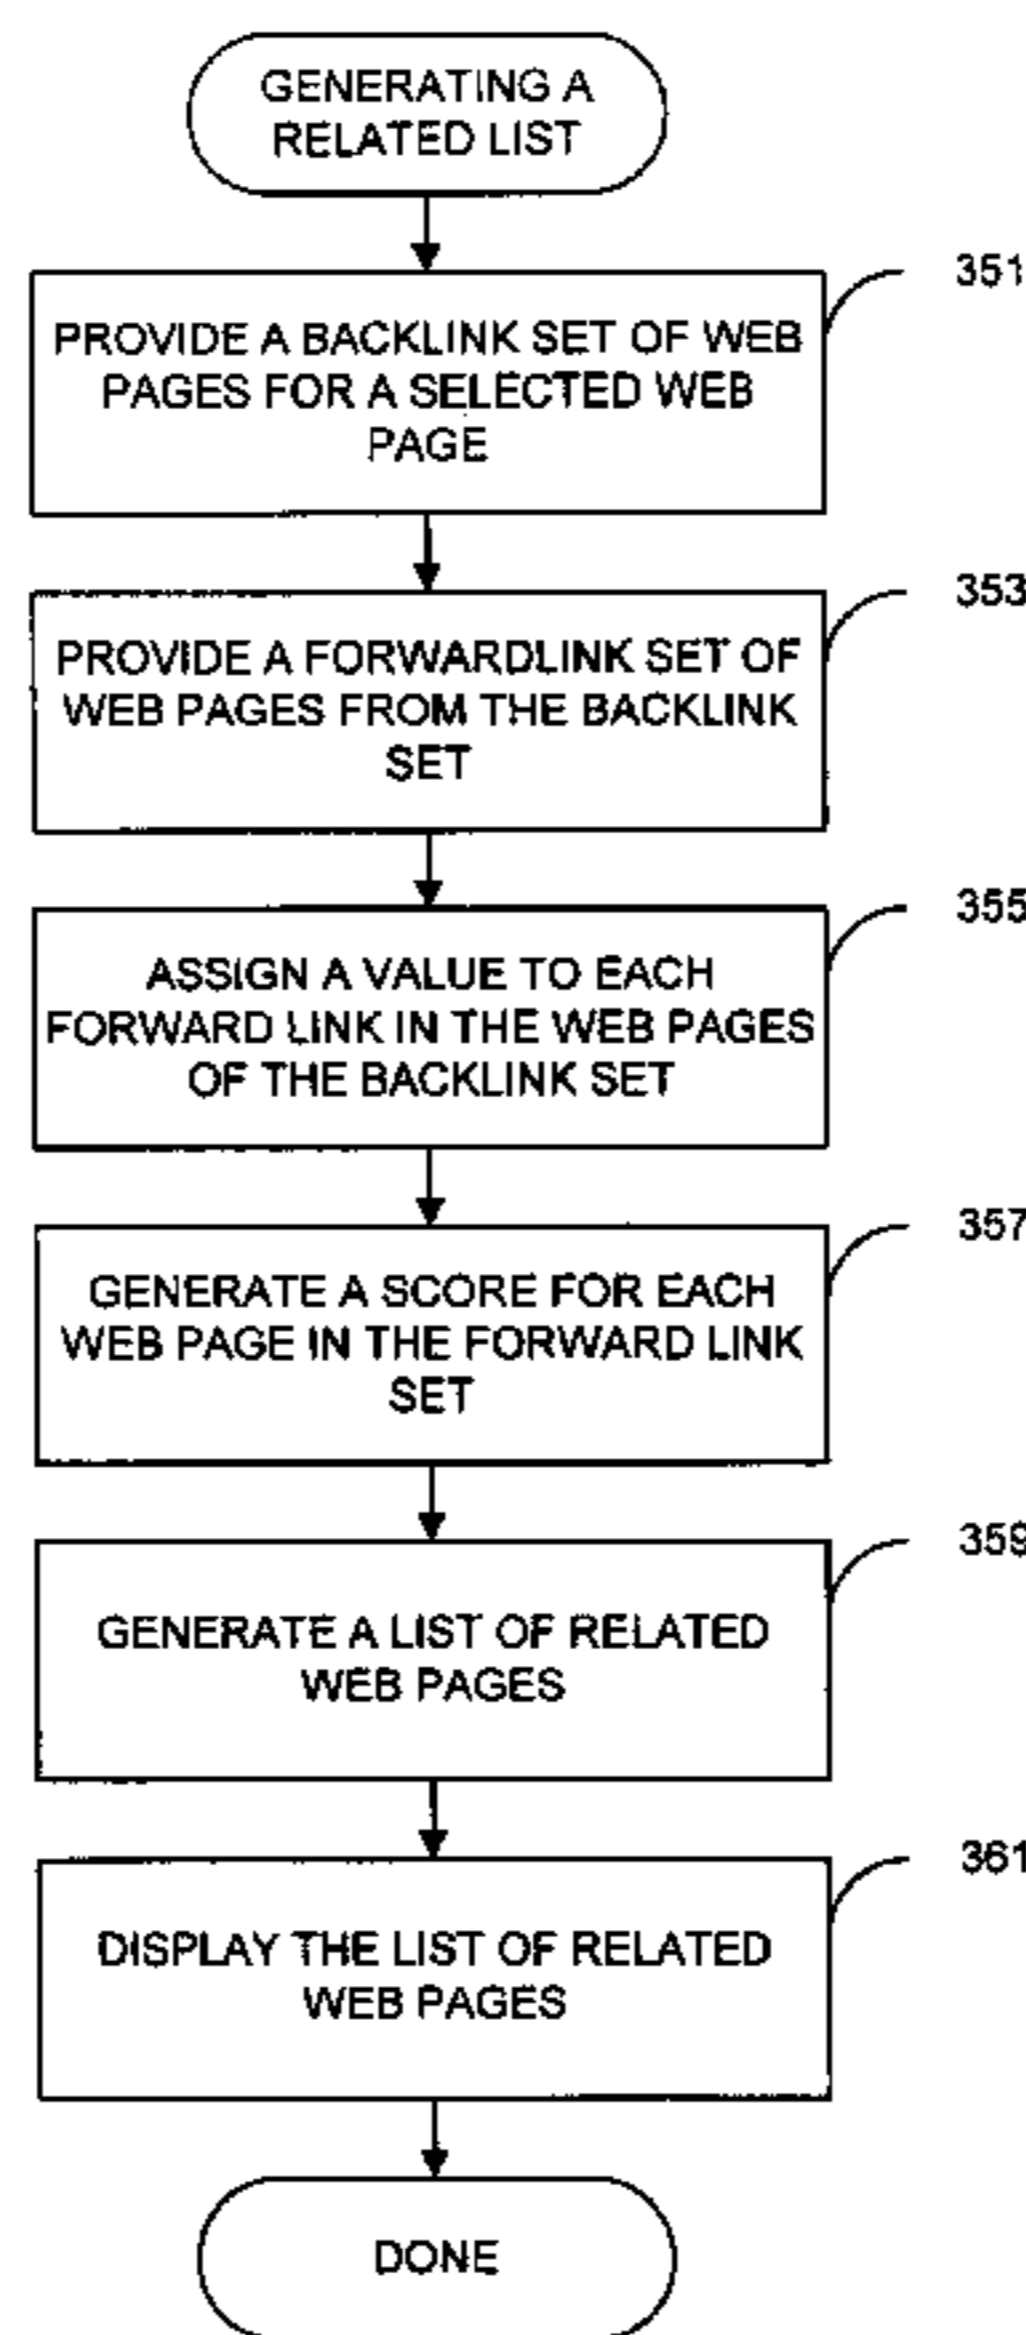 GENERATING A
RELATED LIST
351
PROVIDE A BACKLINK SET OF WEB
PAGES FOR A SELECTED WEB
PAGE
353
PROVIDE A FORWARDLINK SET OF
WEB PAGES FROM THE BACKLINK
SET
355
ASSIGN A VALUE TO EACH
FORWARD LINK IN THE WEB PAGES
OF THE BACKLINK SET
357
GENERATE A SCORE FOR EACH
WEB PAGE IN THE FORWARD LINK
SET
359
GENERATE A LIST OF RELATED
WEB PAGES
361
DISPLAY THE LIST OF RELATED
WEB PAGES
DONE